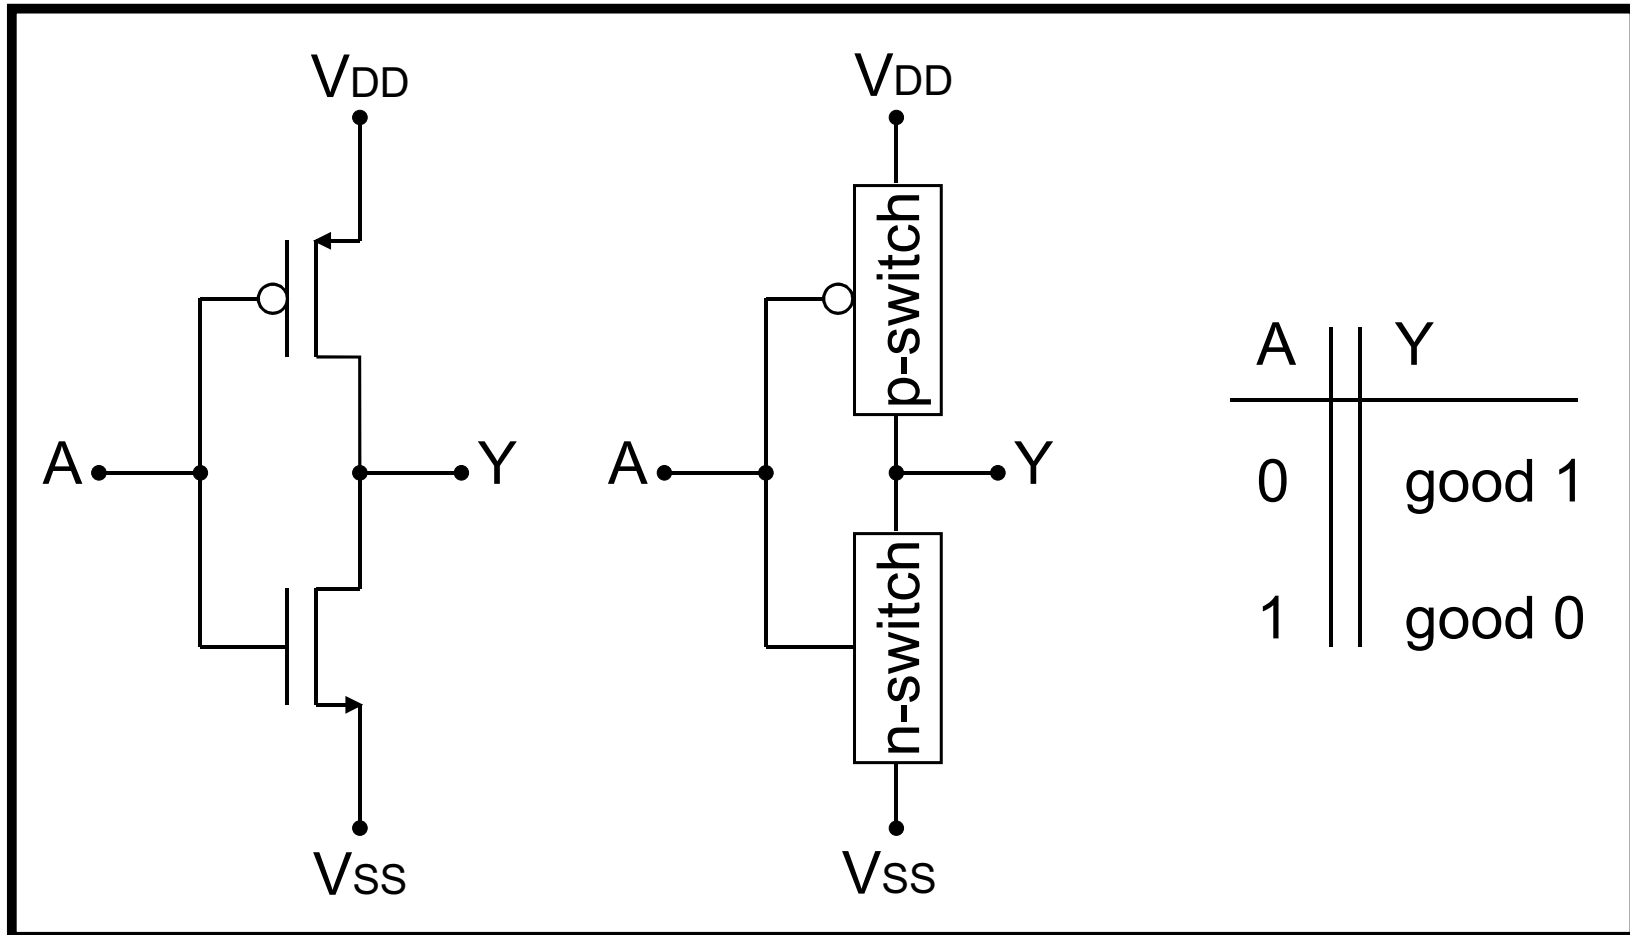 VDD
VDD
p-switch
A Y
A Y
A Y
0 good 1
n-switch
1 good 0
VSS
VSS